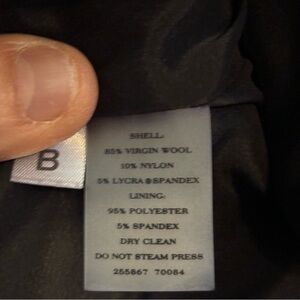 B
SHELL:
85% VIRGIN WOOL
10% NYLON
5% LYCRA®SPANDEX
LINING:
95% POLYESTER
5% SPANDEX
DRY CLEAN
DO NOT STEAM PRESS
255867 70084